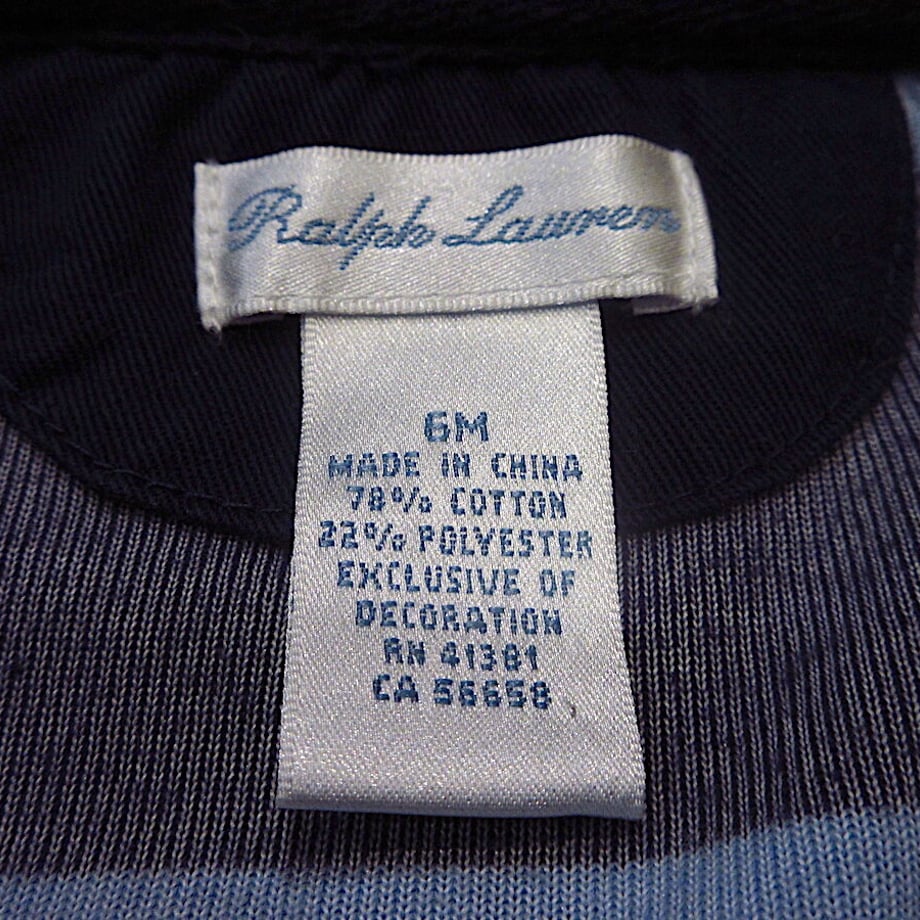 Ralph Lauren
6M
MADE IN CHINA
78% COTTON
22% POLYESTER
EXCLUSIVE OF
DECORATION
RN 41381
CA 56658